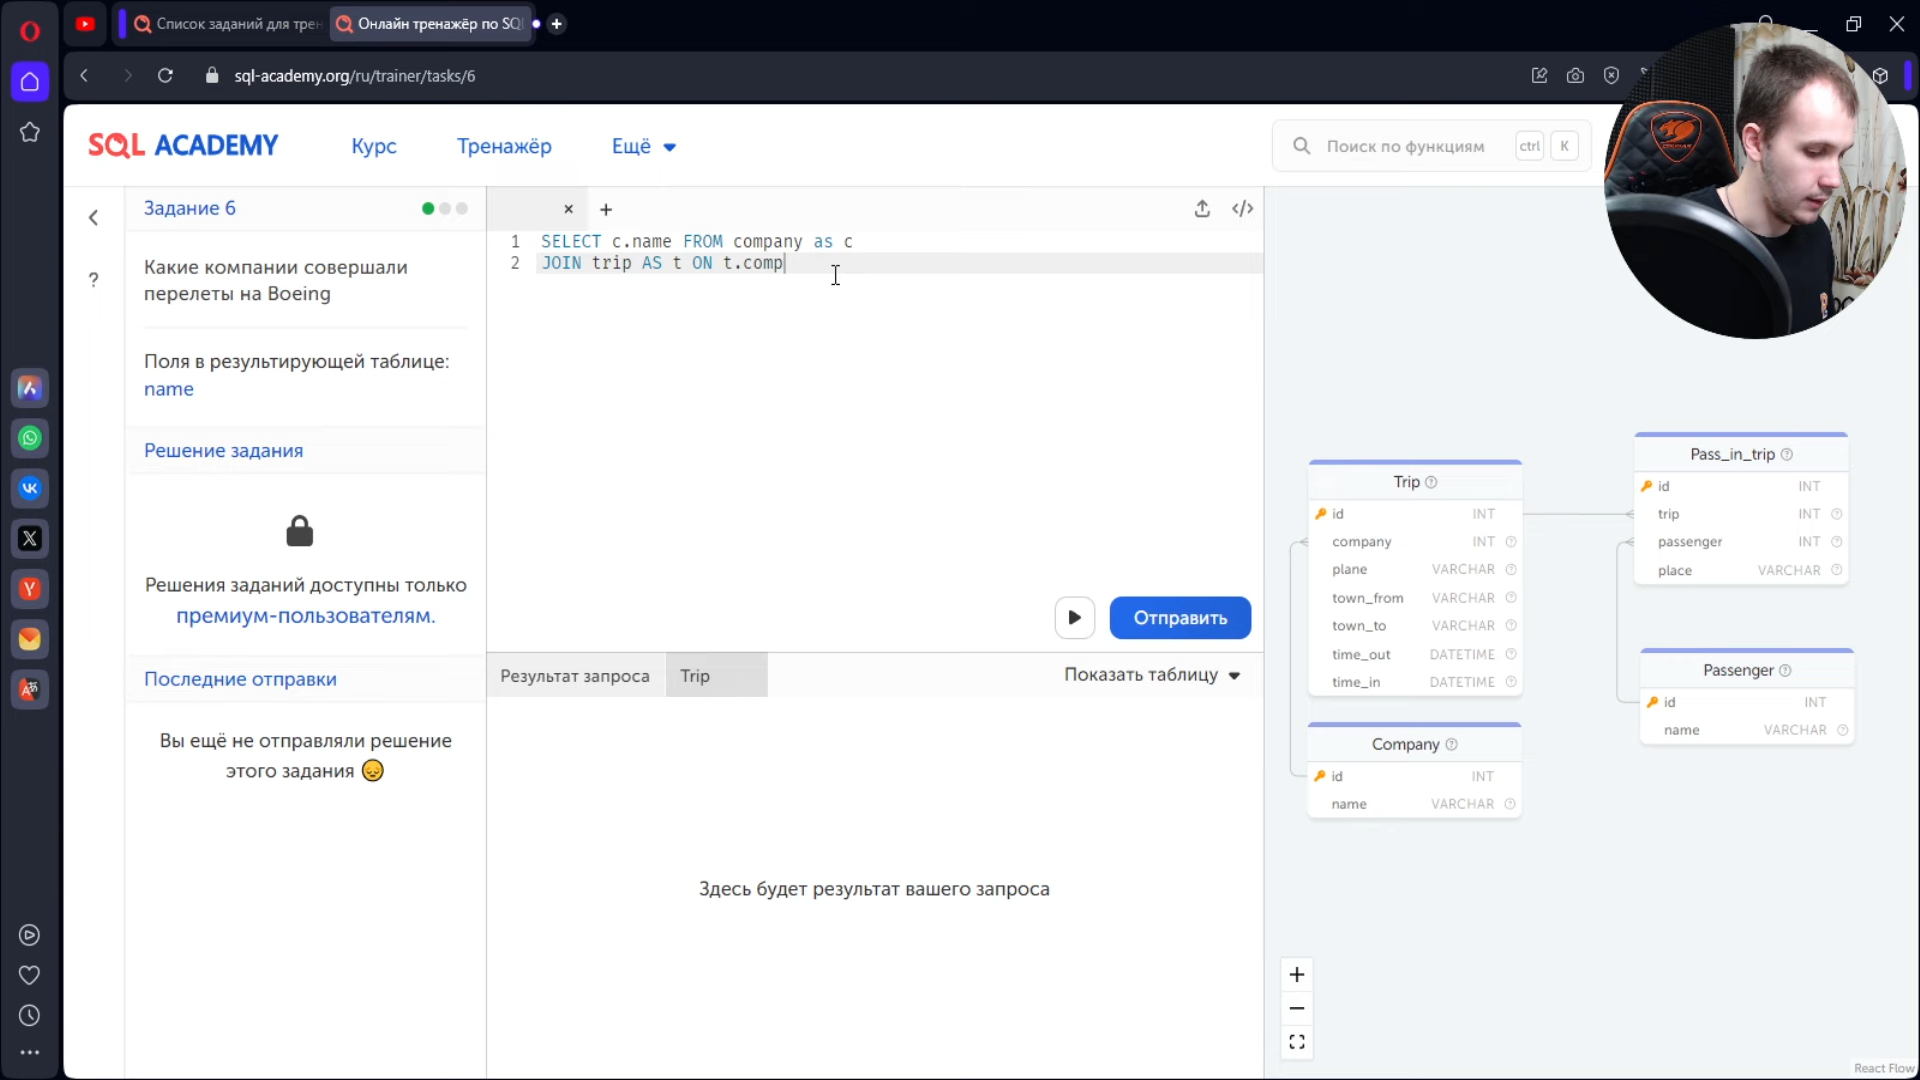 Список заданий для трен
Онлайн тренажёр по SQ
sql-academy.org/ru/trainer/tasks/6
SQL ACADEMY
Курс
Тренажёр
Ещё
Поиск по функциям
ctrl
K
Задание 6
Какие компании совершали
перелеты на Boeing
Поля в результирующей таблице:
name
Решение задания
Решения заданий доступны только
премиум-пользователям.
Последние отправки
Вы ещё не отправляли решение
этого задания
1 SELECT c.name FROM company as c
2 JOIN trip AS t ON t.comp
Отправить
Результат запроса
Trip
Показать таблицу
Здесь будет результат вашего запроса
Trip
id INT
company INT
plane VARCHAR
town_from VARCHAR
town_to VARCHAR
time_out DATETIME
time_in DATETIME
Company
id INT
name VARCHAR
Pass_in_trip
id INT
trip INT
passenger INT
place VARCHAR
Passenger
id INT
name VARCHAR
React Flow